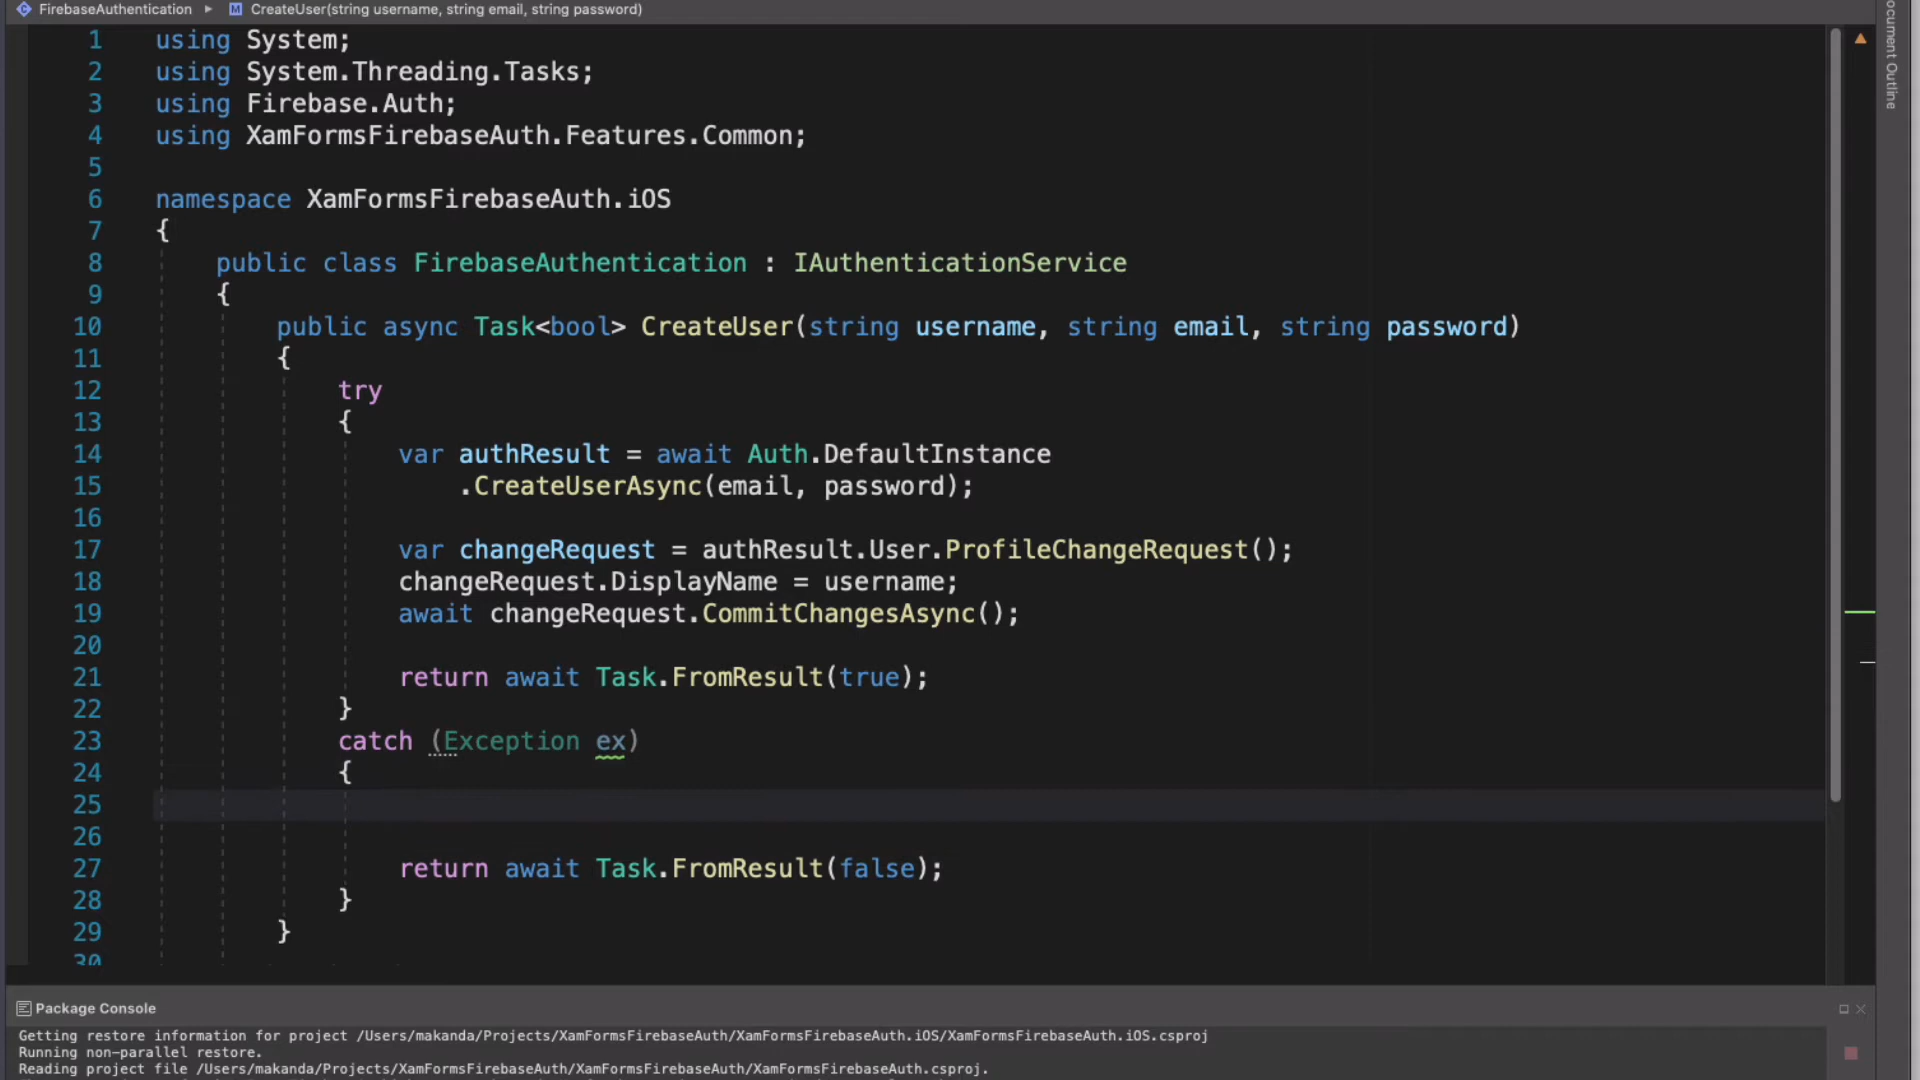 FirebaseAuthentication ▸ M CreateUser(string username, string email, string password)
1 using System;
2 using System.Threading.Tasks;
3 using Firebase.Auth;
4 using XamFormsFirebaseAuth.Features.Common;
5
6 namespace XamFormsFirebaseAuth.iOS
7 {
8 public class FirebaseAuthentication : IAuthenticationService
9 {
10 public async Task<bool> CreateUser(string username, string email, string password)
11 {
12 try
13 {
14 var authResult = await Auth.DefaultInstance
15 .CreateUserAsync(email, password);
16
17 var changeRequest = authResult.User.ProfileChangeRequest();
18 changeRequest.DisplayName = username;
19 await changeRequest.CommitChangesAsync();
20
21 return await Task.FromResult(true);
22 }
23 catch (Exception ex)
24 {
25
26
27 return await Task.FromResult(false);
28 }
29 }
30
ocument Outline
Package Console
Getting restore information for project /Users/makanda/Projects/XamFormsFirebaseAuth/XamFormsFirebaseAuth.iOS/XamFormsFirebaseAuth.iOS.csproj
Running non-parallel restore.
Reading project file /Users/makanda/Projects/XamFormsFirebaseAuth/XamFormsFirebaseAuth/XamFormsFirebaseAuth.csproj.